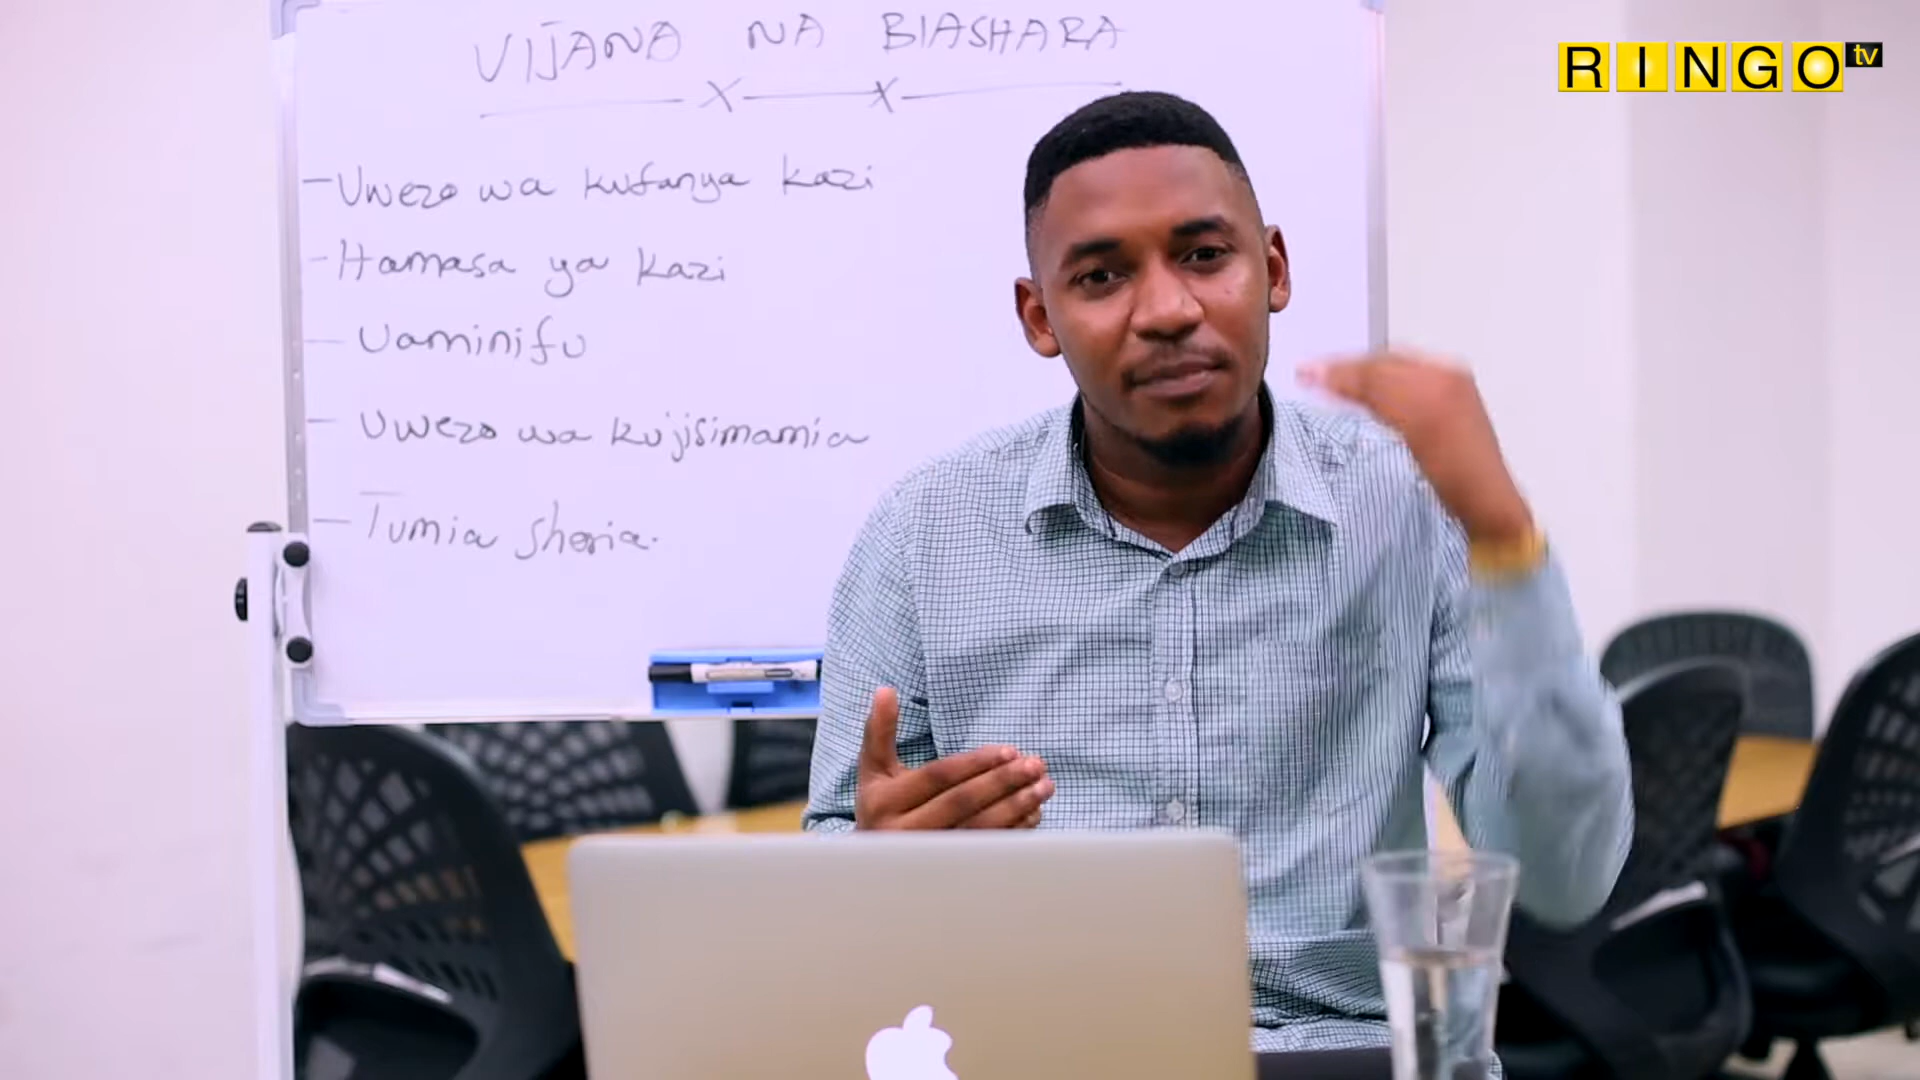 VIJANA NA BIASHARA
x x
- Uwezo wa kufanya kazi
- Hamasa ya kazi
- Uaminifu
- Uwezo wa kujisimamia
- Tumia sheria.
RINGO tv